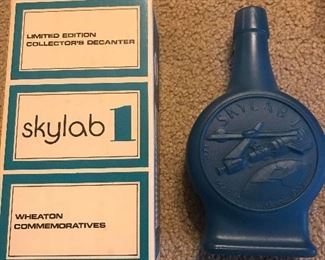 LIMITED EDITION
COLLECTOR'S DECANTER
skylab 1
WHEATON
COMMEMORATIVES
SKYLAB